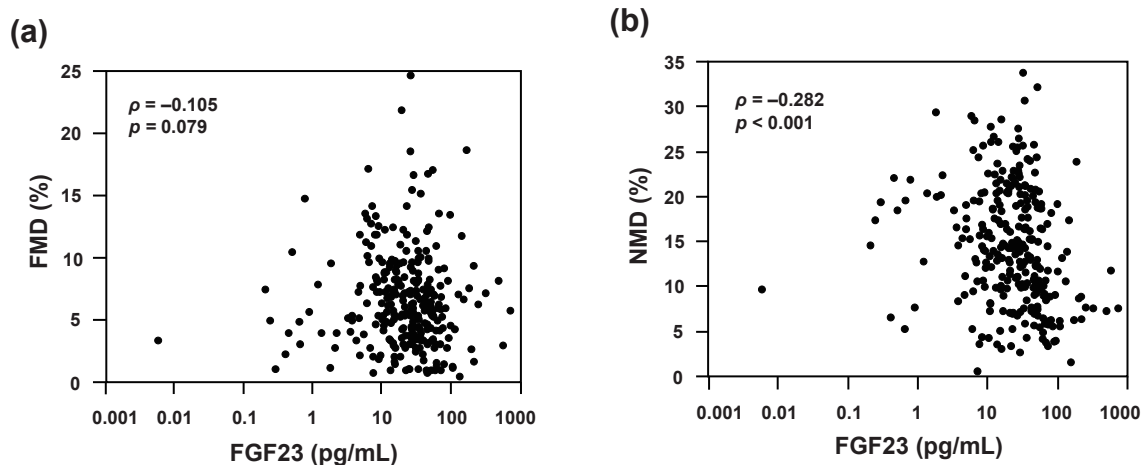 (a)
25
20
15
10
5
0
FMD (%)
ρ = –0.105
p = 0.079
0.001 0.01 0.1 1 10 100 1000
FGF23 (pg/mL)
(b)
35
30
25
20
15
10
5
0
NMD (%)
ρ = –0.282
p < 0.001
0.001 0.01 0.1 1 10 100 1000
FGF23 (pg/mL)